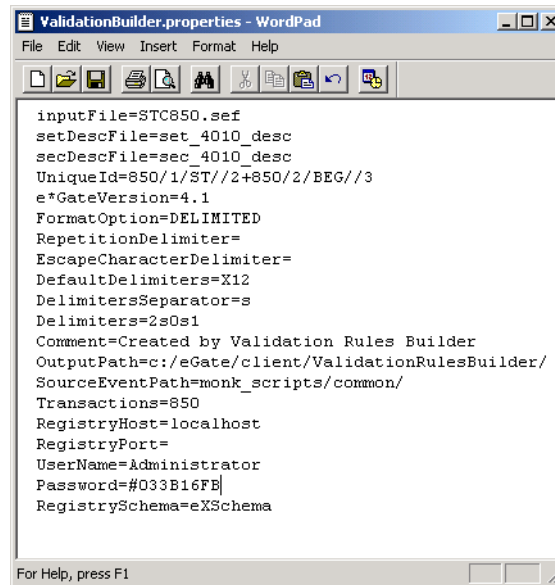 ValidationBuilder.properties - WordPad
File Edit View Insert Format Help
inputFile=STC850.sef
setDescFile=set_4010_desc
secDescFile=sec_4010_desc
UniqueId=850/1/ST//2+850/2/BEG//3
e*GateVersion=4.1
FormatOption=DELIMITED
RepetitionDelimiter=
EscapeCharacterDelimiter=
DefaultDelimiters=X12
DelimitersSeparator=s
Delimiters=2s0s1
Comment=Created by Validation Rules Builder
OutputPath=c:/eGate/client/ValidationRulesBuilder/
SourceEventPath=monk_scripts/common/
Transactions=850
RegistryHost=localhost
RegistryPort=
UserName=Administrator
Password=#033B16FB
RegistrySchema=eXSchema
For Help, press F1